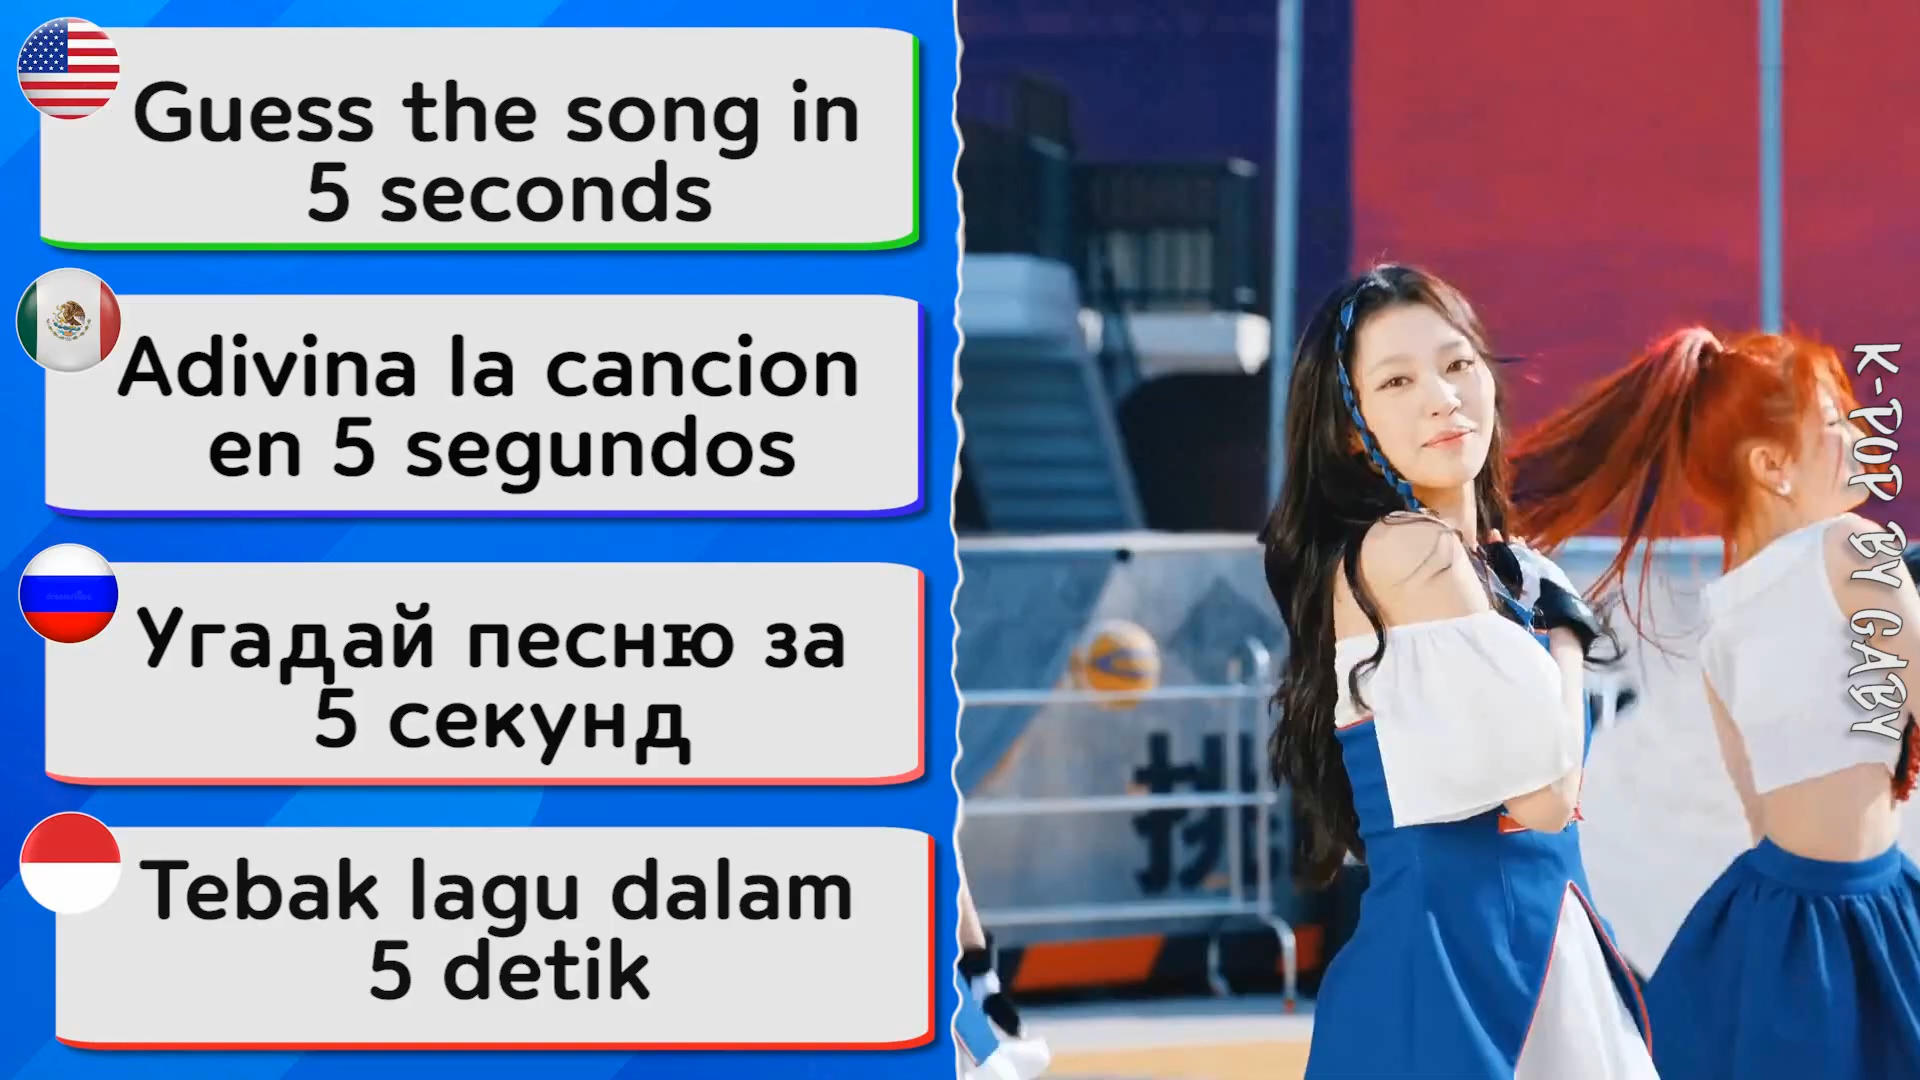 Guess the song in
5 seconds
Adivina la cancion
en 5 segundos
Угадай песню за
5 секунд
Tebak lagu dalam
5 detik
K-POP BY GABY
挑